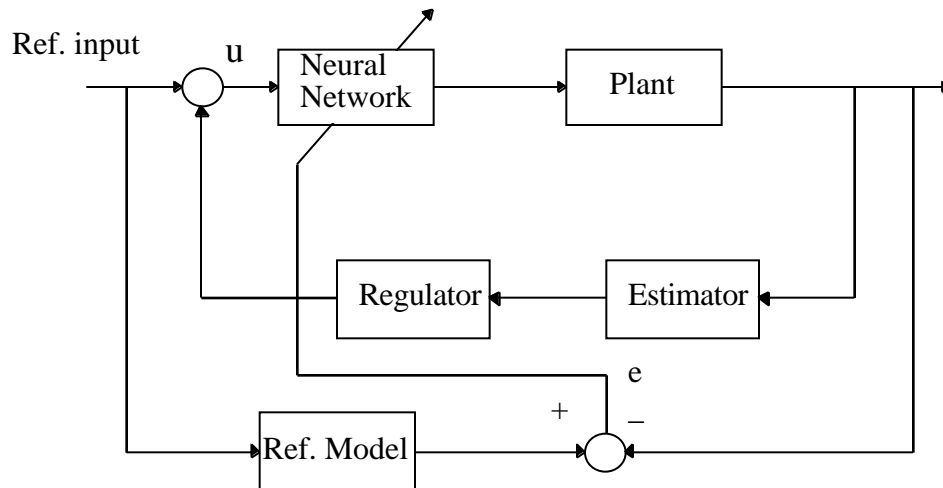 Ref. input
u
Neural
Network
Plant
Regulator
Estimator
e
+
–
Ref. Model